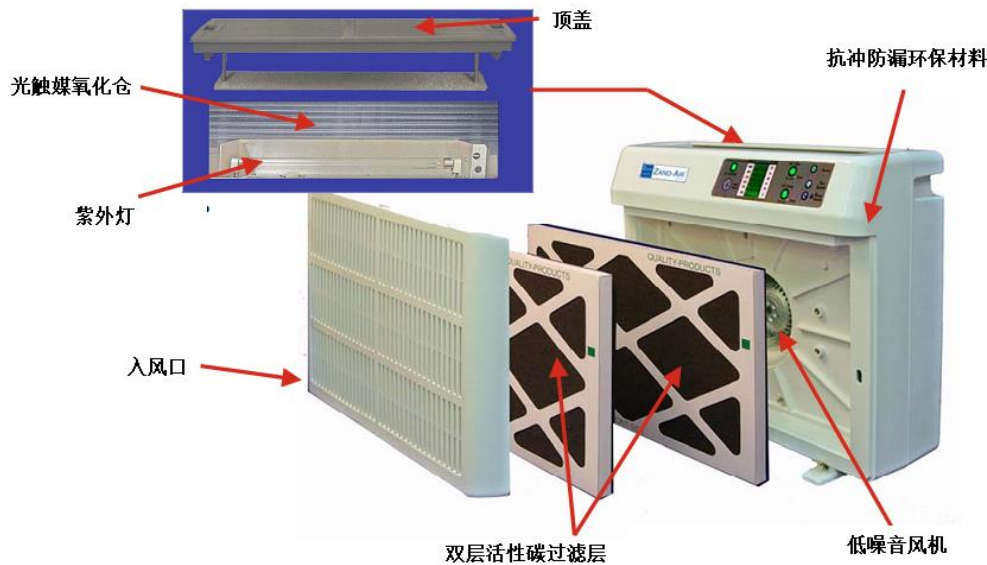 顶盖
抗冲防漏环保材料
光触媒氧化仓
紫外灯
ZAND-AIR
QUALITY-PRODUCTS
QUALITY-PRODUCTS
入风口
双层活性碳过滤层
低噪音风机